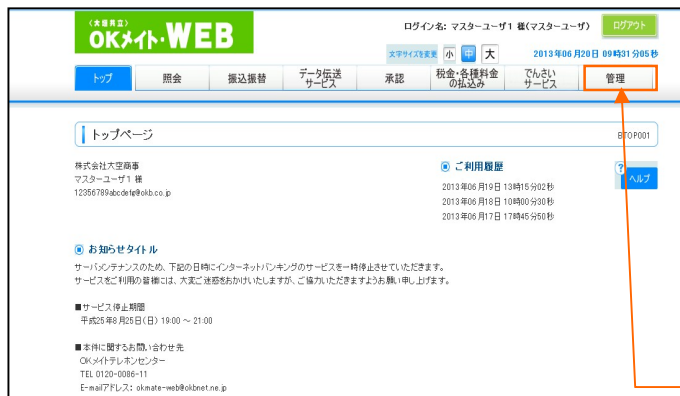 〈大垣共立〉
OKメイト・WEB
ログイン名: マスターユーザ1 様(マスターユーザ)
ログアウト
文字サイズを変更 小 中 大
2013年06月20日 09時31分05秒
トップ
照会
振込振替
データ伝送
サービス
承認
税金・各種料金
の払込み
でんさい
サービス
管理
トップページ
BTOP001
株式会社大空商事
マスターユーザ1 様
12356789abcdefg@okb.co.jp
ご利用履歴
2013年06月19日 13時15分02秒
2013年06月18日 10時00分30秒
2013年06月17日 17時45分50秒
?
ヘルプ
お知らせタイトル
サーバメンテナンスのため、下記の日時にインターネットバンキングのサービスを一時停止させていただきます。
サービスをご利用の皆様には、大変ご迷惑をおかけいたしますが、ご協力いただきますようお願い申し上げます。
■サービス停止期間
平成25年8月25日(日) 19:00 ～ 21:00
■本件に関するお問い合わせ先
OKメイトテレホンセンター
TEL 0120-0086-11
E-mailアドレス: okmate-web@okbnet.ne.jp